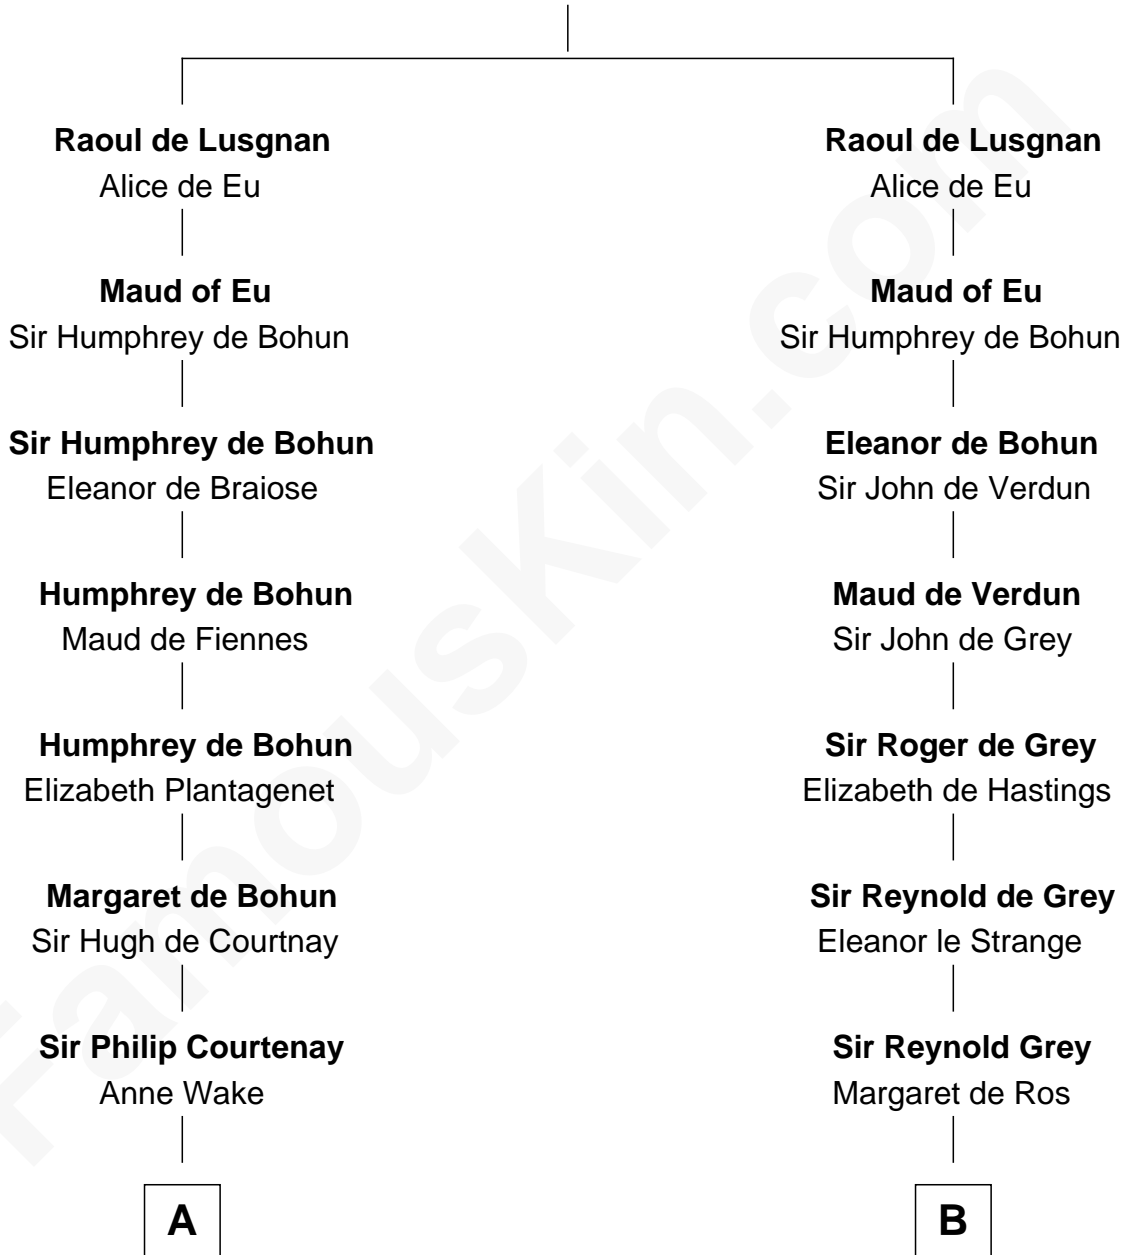 Raoul de Lusgnan
Alice de Eu
Maud of Eu
Sir Humphrey de Bohun
Sir Humphrey de Bohun
Eleanor de Braiose
Humphrey de Bohun
Maud de Fiennes
Humphrey de Bohun
Elizabeth Plantagenet
Margaret de Bohun
Sir Hugh de Courtnay
Sir Philip Courtenay
Anne Wake
A
Raoul de Lusgnan
Alice de Eu
Maud of Eu
Sir Humphrey de Bohun
Eleanor de Bohun
Sir John de Verdun
Maud de Verdun
Sir John de Grey
Sir Roger de Grey
Elizabeth de Hastings
Sir Reynold de Grey
Eleanor le Strange
Sir Reynold Grey
Margaret de Ros
B
FamousKin.com